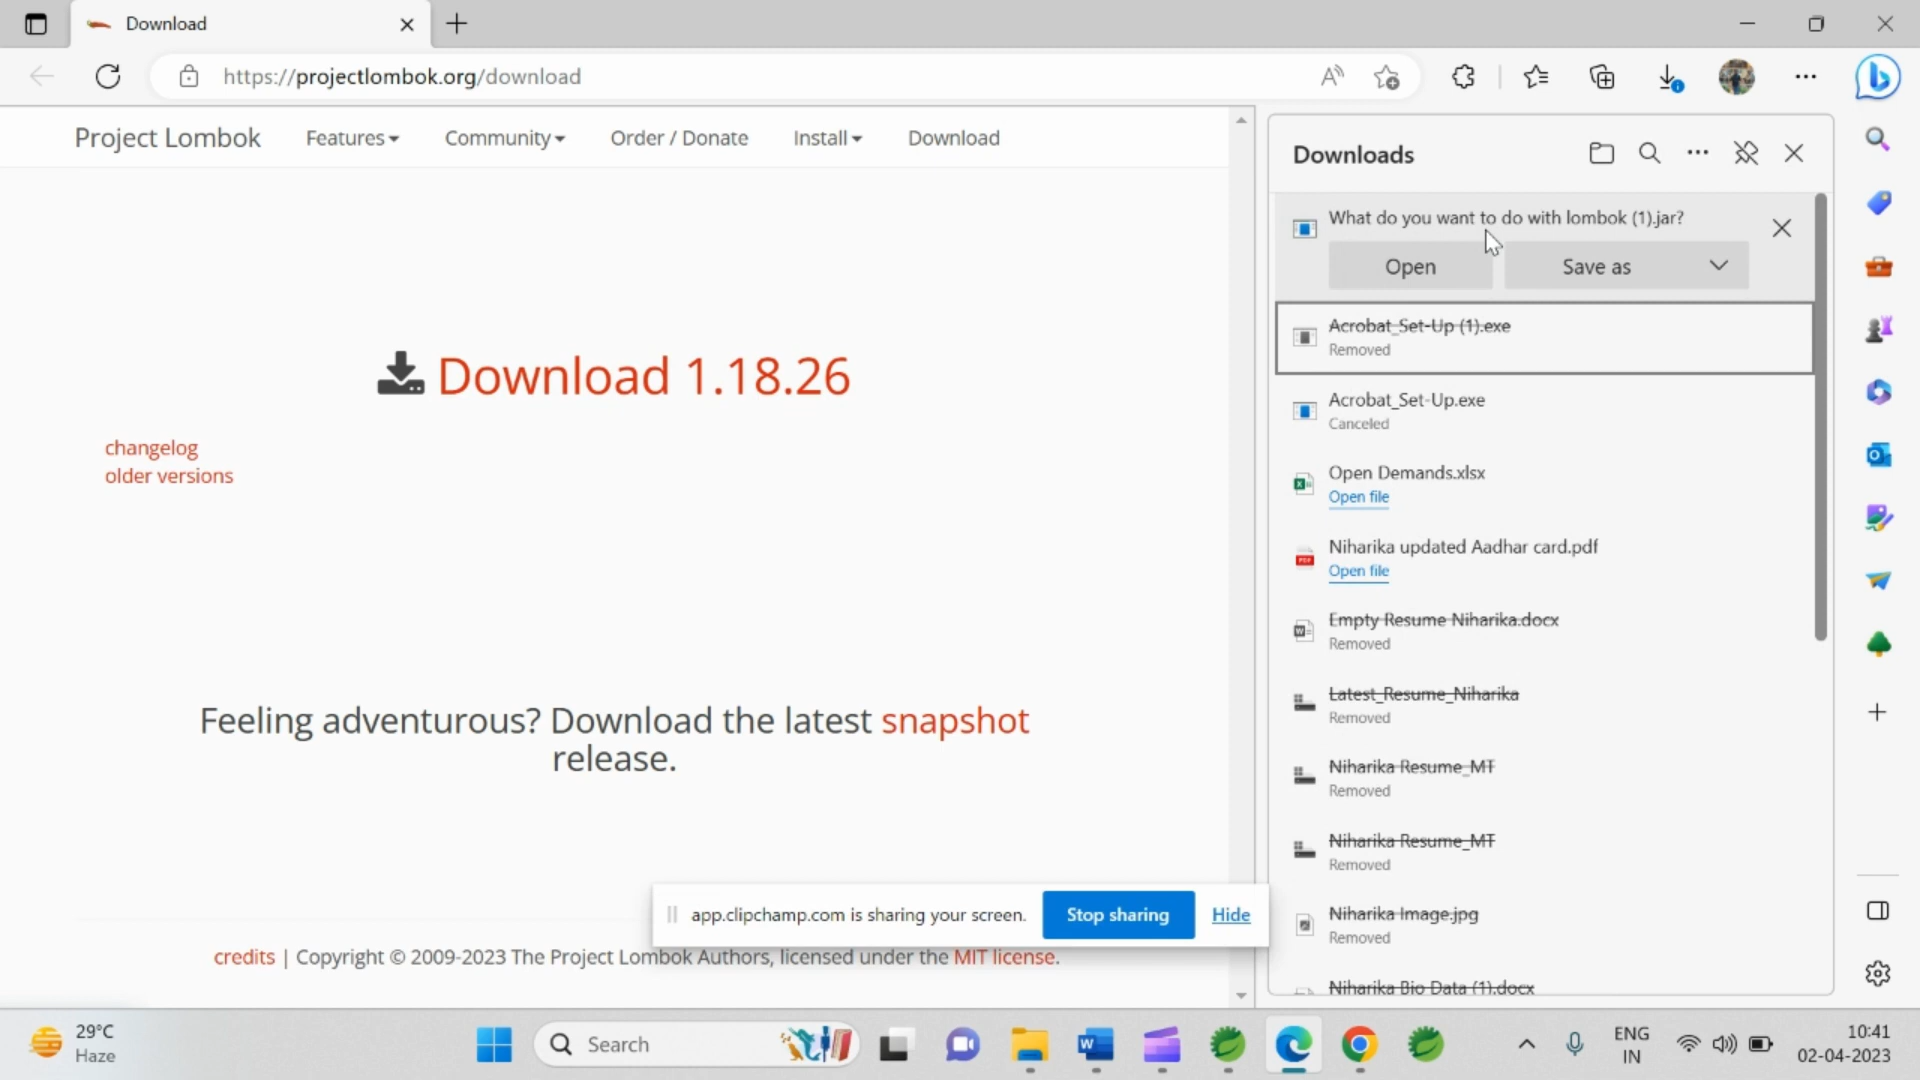 Download
https://projectlombok.org/download
Project Lombok Features Community Order / Donate Install Download
Download 1.18.26
changelog
older versions
Feeling adventurous? Download the latest snapshot
release.
credits | Copyright © 2009-2023 The Project Lombok Authors, licensed under the MIT license.
app.clipchamp.com is sharing your screen. Stop sharing Hide
Downloads
What do you want to do with lombok (1).jar?
Open Save as
Acrobat_Set-Up (1).exe
Removed
Acrobat_Set-Up.exe
Canceled
Open Demands.xlsx
Open file
Niharika updated Aadhar card.pdf
Open file
Empty Resume Niharika.docx
Removed
Latest_Resume_Niharika
Removed
Niharika Resume_MT
Removed
Niharika Resume_MT
Removed
Niharika Image.jpg
Removed
Niharika Bio Data (1).docx
29°C
Haze
Search
ENG
IN
10:41
02-04-2023